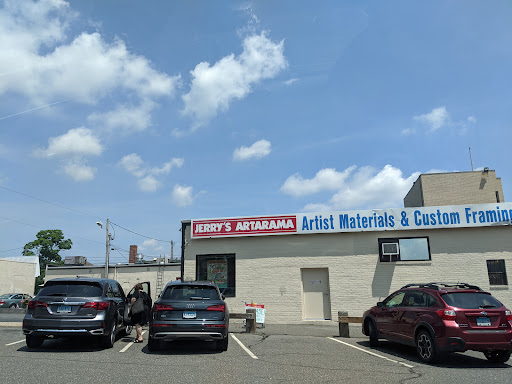 JERRY'S ARTARAMA Artist Materials & Custom Framing